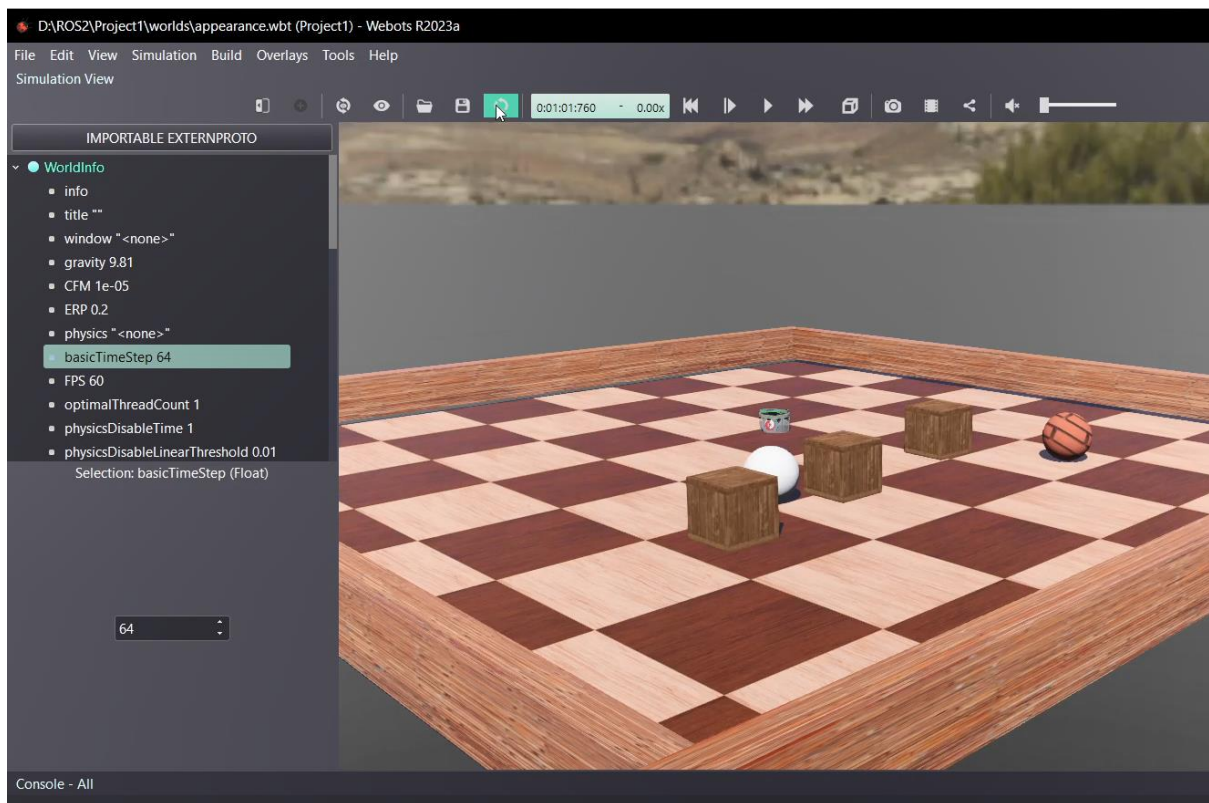 D:\ROS2\Project1\worlds\appearance.wbt (Project1) - Webots R2023a
File Edit View Simulation Build Overlays Tools Help
Simulation View
0:01:01:760 - 0.00x
IMPORTABLE EXTERNPROTO
WorldInfo
info
title ""
window "<none>"
gravity 9.81
CFM 1e-05
ERP 0.2
physics "<none>"
basicTimeStep 64
FPS 60
optimalThreadCount 1
physicsDisableTime 1
physicsDisableLinearThreshold 0.01
Selection: basicTimeStep (Float)
64
Console - All